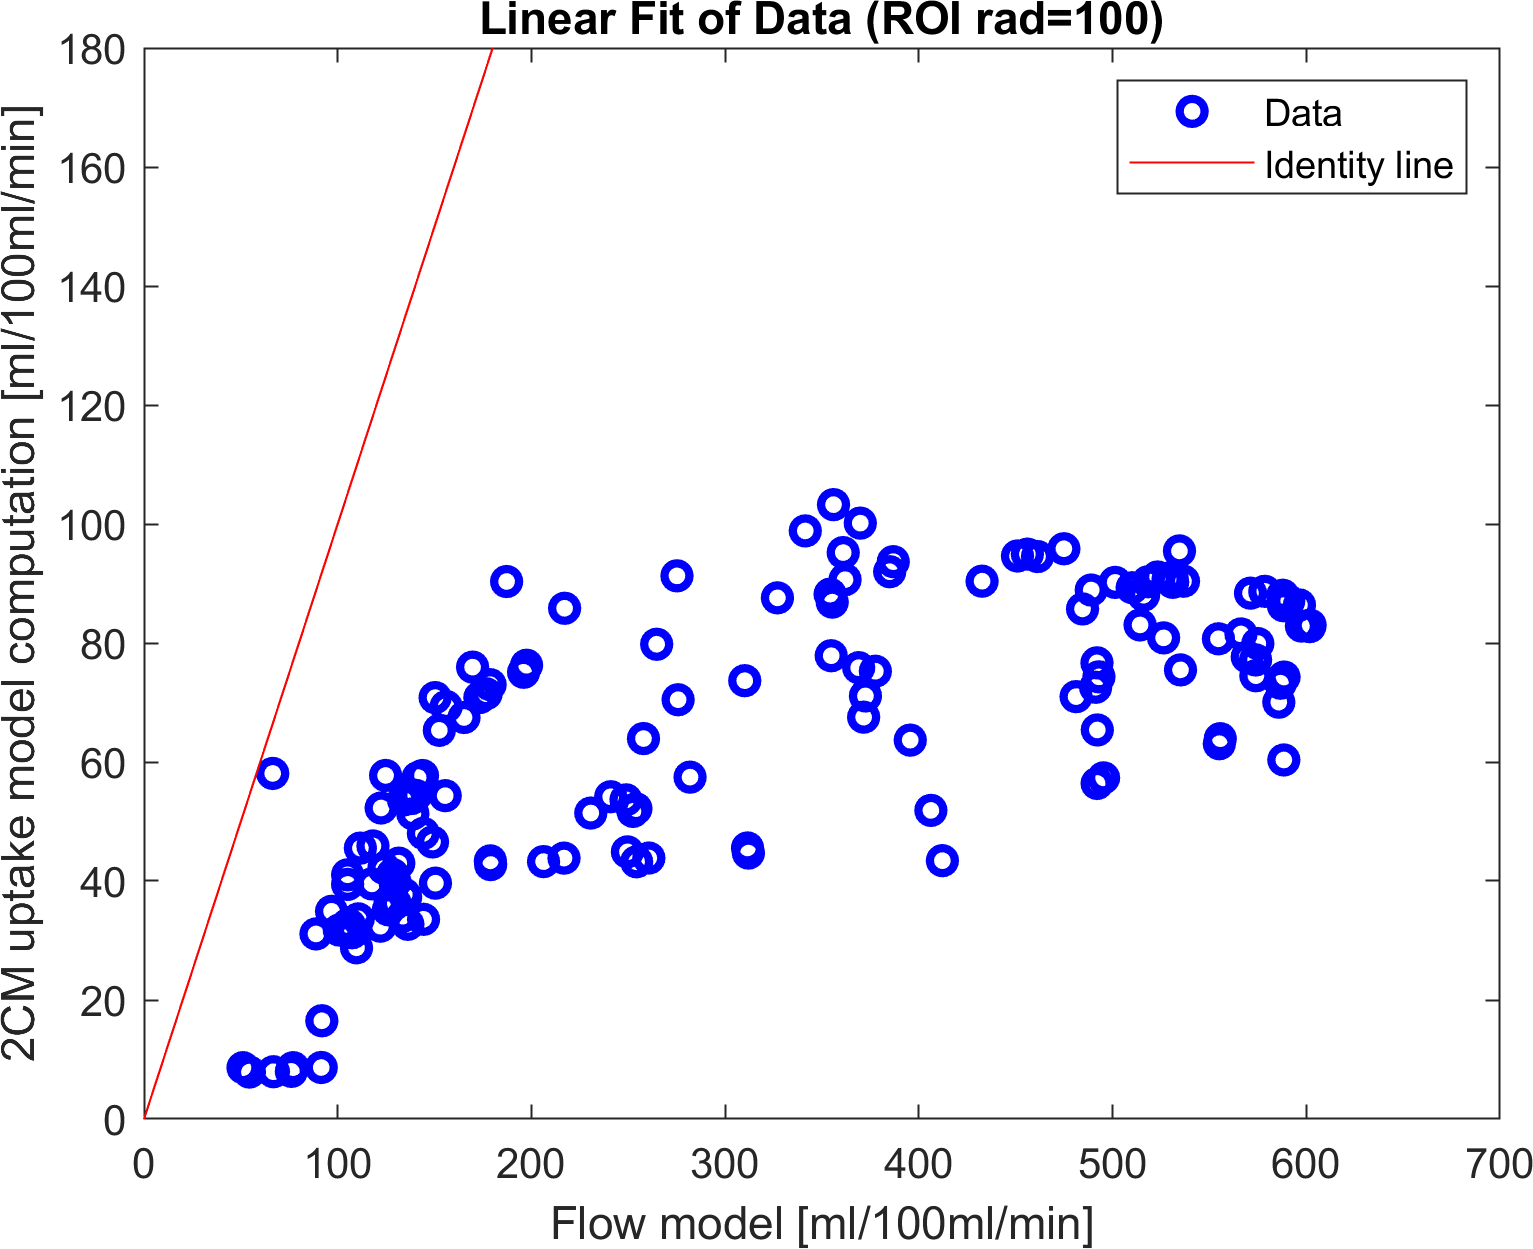 Linear Fit of Data (ROI rad=100)
Data
Identity line
2CM uptake model computation [ml/100ml/min]
180
160
140
120
100
80
60
40
20
0
0 100 200 300 400 500 600 700
Flow model [ml/100ml/min]